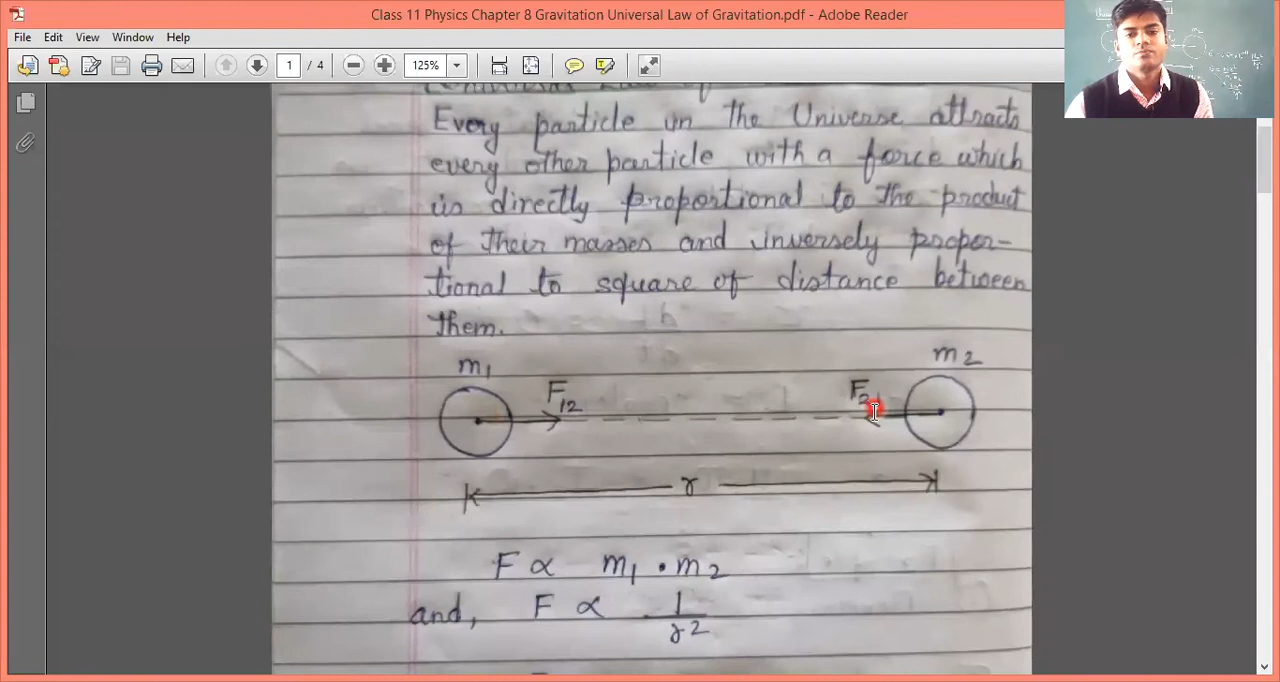 Class 11 Physics Chapter 8 Gravitation Universal Law of Gravitation.pdf - Adobe Reader
File Edit View Window Help
1 / 4 125%
Every particle in the Universe attracts
every other particle with a force which
is directly proportional to the product
of their masses and inversely propor-
tional to square of distance between
them.
m1 m2
F12 F2
r
F ∝ m1 . m2
and, F ∝ 1/r2